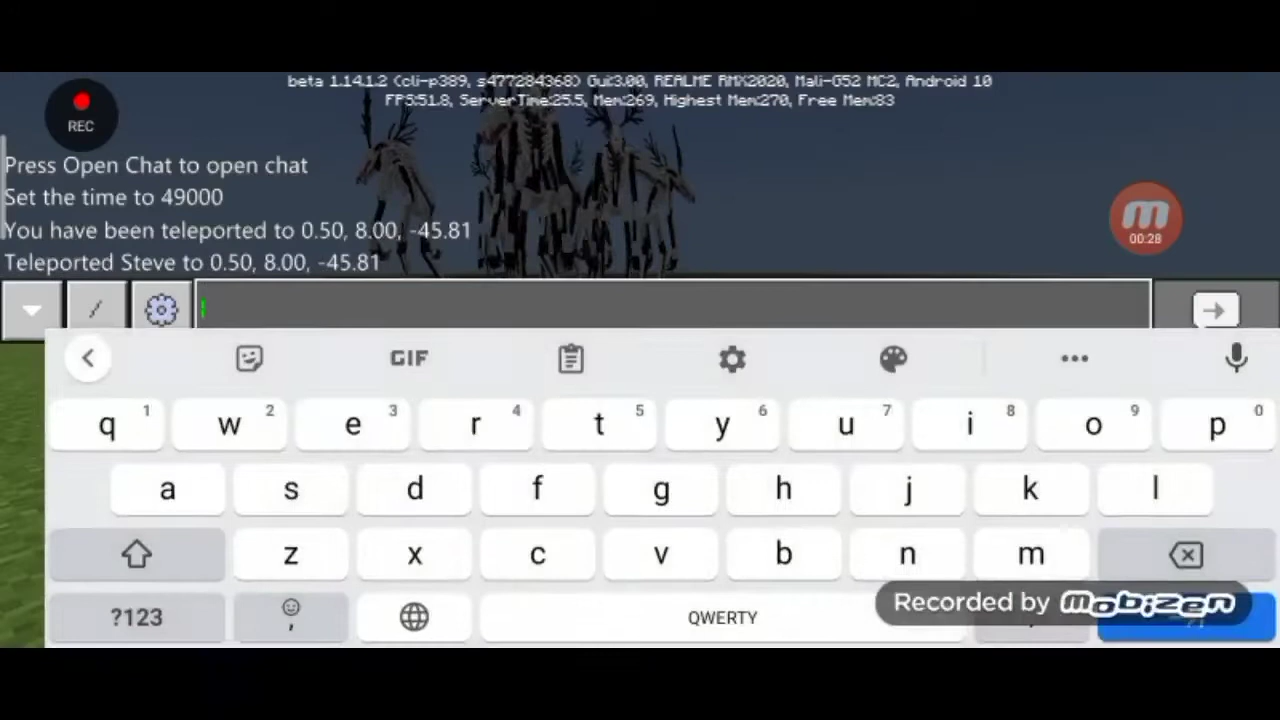 beta 1.14.1.2 (cli-p389, s477284368) Gui:3.00, REALME RMX2020, Mali-G52 MC2, Android 10
FPS:51.8, ServerTime:25.5, Mem:269, Highest Mem:270, Free Mem:83
REC
Press Open Chat to open chat
Set the time to 49000
You have been teleported to 0.50, 8.00, -45.81
Teleported Steve to 0.50, 8.00, -45.81
00:28
/
GIF
q 1 w 2 e 3 r 4 t 5 y 6 u 7 i 8 o 9 p 0
a s d f g h j k l
z x c v b n m
?123 , QWERTY
Recorded by mobizen